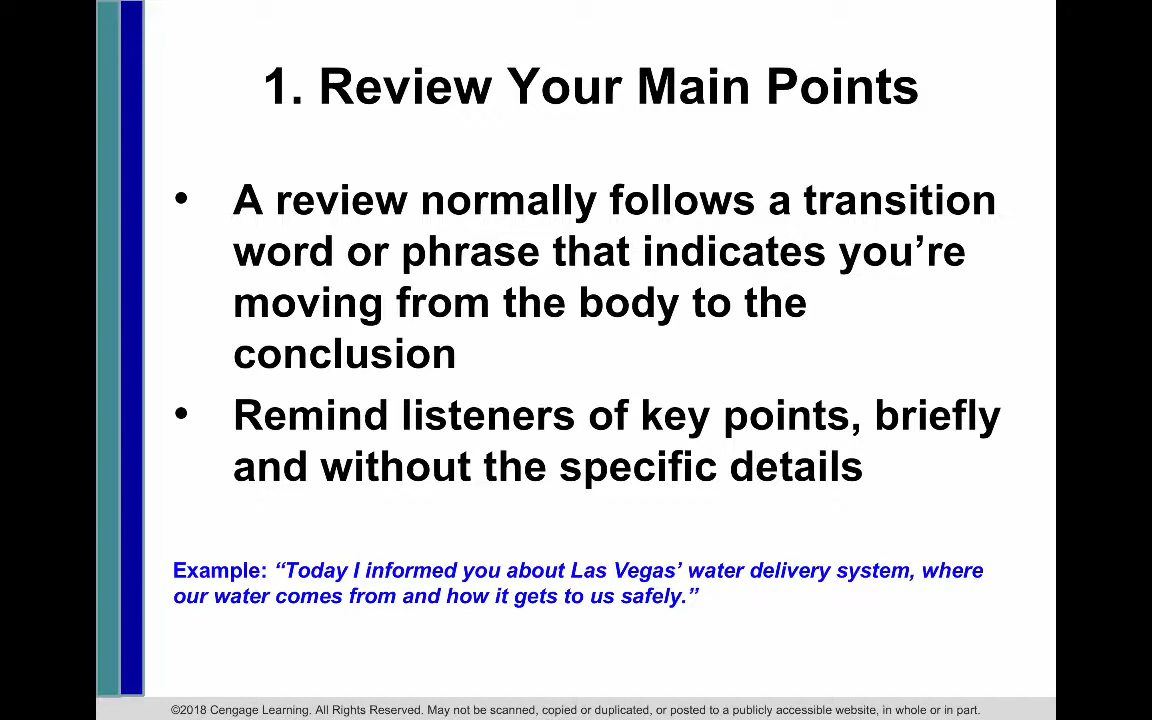 1. Review Your Main Points
• A review normally follows a transition
word or phrase that indicates you’re
moving from the body to the
conclusion
• Remind listeners of key points, briefly
and without the specific details
Example: “Today I informed you about Las Vegas’ water delivery system, where
our water comes from and how it gets to us safely.”
©2018 Cengage Learning. All Rights Reserved. May not be scanned, copied or duplicated, or posted to a publicly accessible website, in whole or in part.